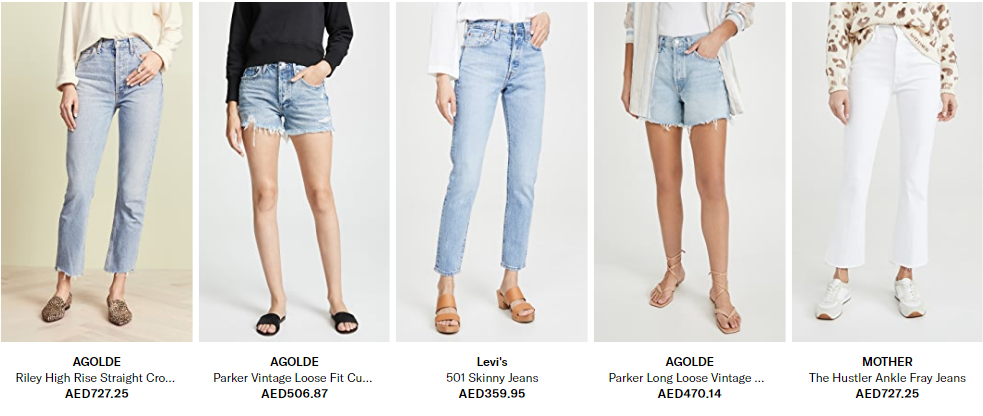 AGOLDE
Riley High Rise Straight Cro...
AED727.25
AGOLDE
Parker Vintage Loose Fit Cu...
AED506.87
Levi's
501 Skinny Jeans
AED359.95
AGOLDE
Parker Long Loose Vintage ...
AED470.14
MOTHER
The Hustler Ankle Fray Jeans
AED727.25